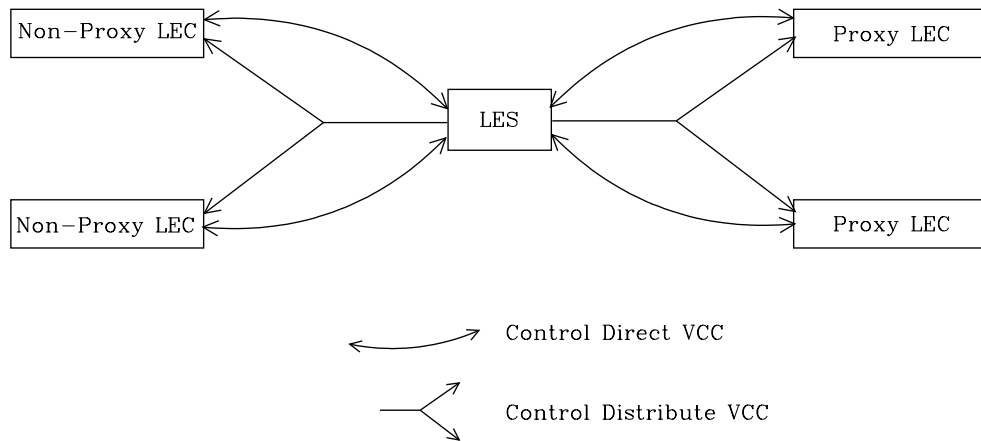 Non-Proxy LEC
Proxy LEC
LES
Non-Proxy LEC
Proxy LEC
Control Direct VCC
Control Distribute VCC